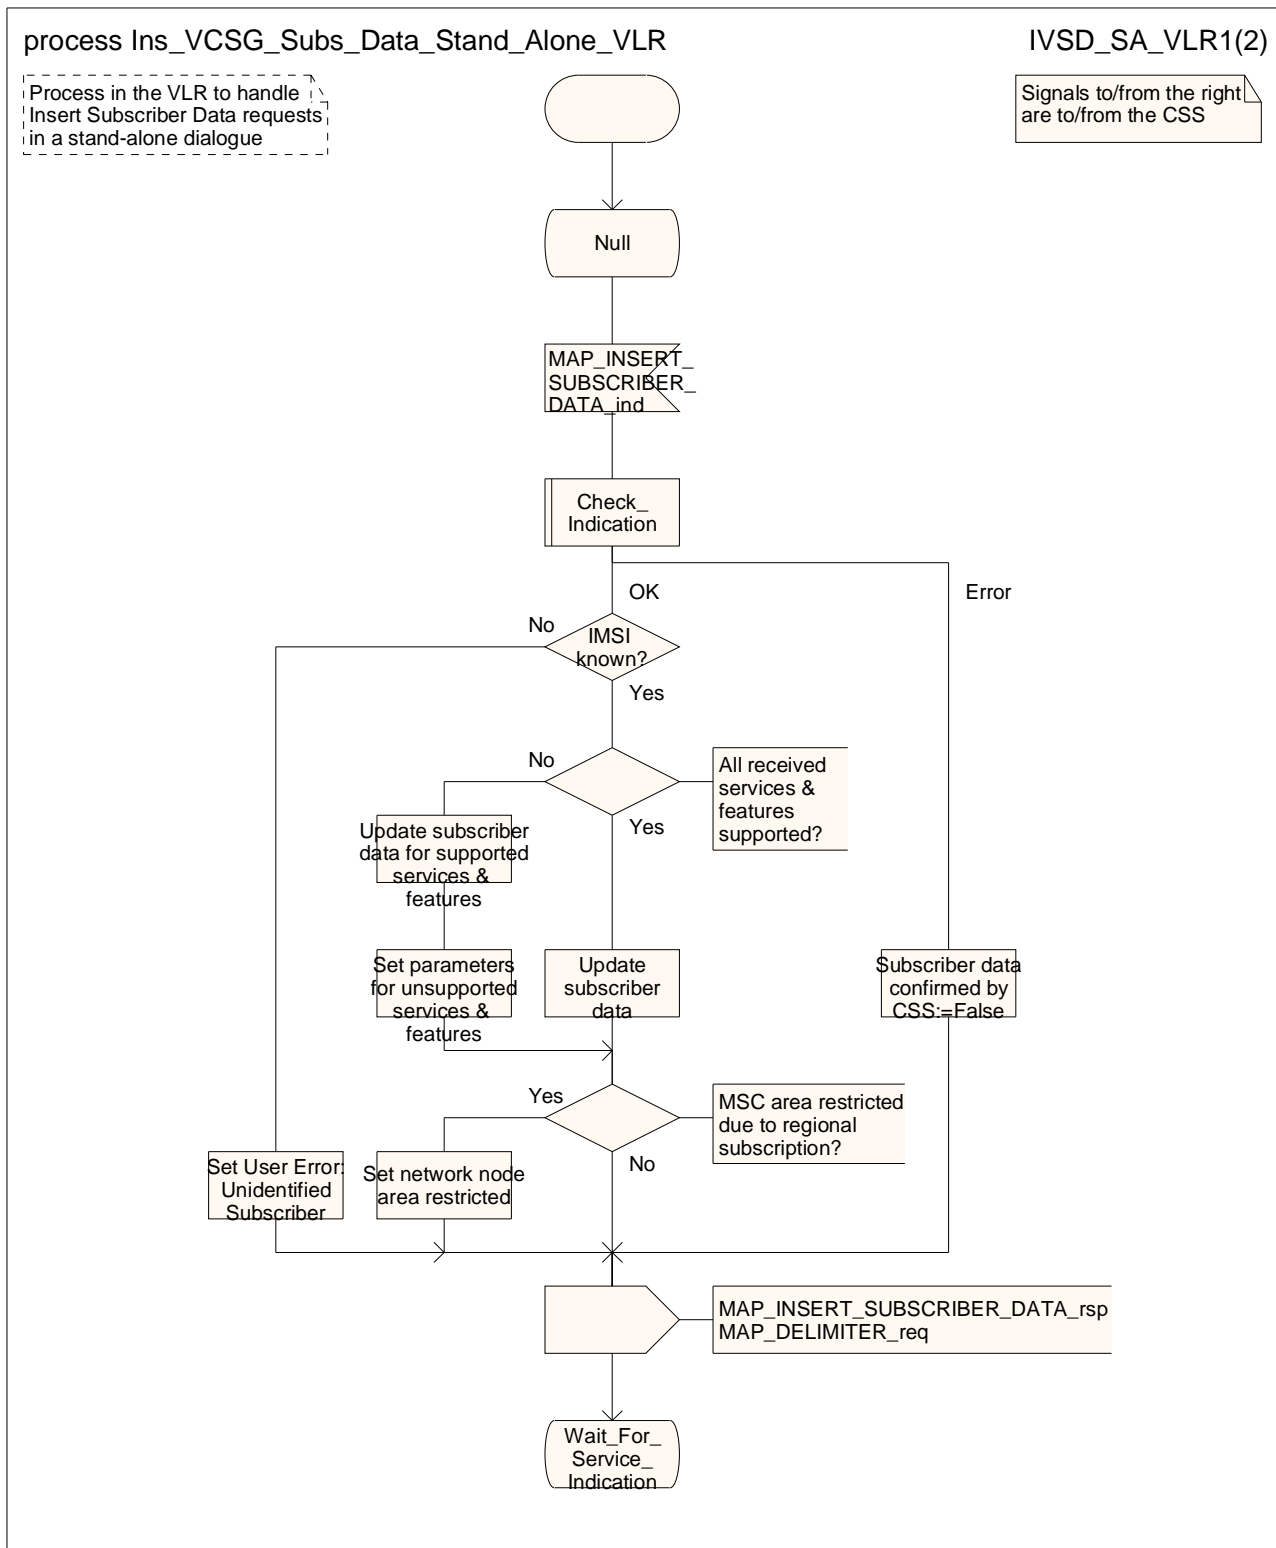 process Ins_VCSG_Subs_Data_Stand_Alone_VLR
IVSD_SA_VLR1(2)
Process in the VLR to handle
Insert Subscriber Data requests
in a stand-alone dialogue
Signals to/from the right
are to/from the CSS
Null
MAP_INSERT_
SUBSCRIBER_
DATA_ind
Check_
Indication
OK
Error
No
IMSI
known?
Yes
No
All received
services &
features
supported?
Yes
Update subscriber
data for supported
services &
features
Set parameters
for unsupported
services &
features
Update
subscriber
data
Subscriber data
confirmed by
CSS:=False
Yes
MSC area restricted
due to regional
subscription?
No
Set User Error:
Unidentified
Subscriber
Set network node
area restricted
MAP_INSERT_SUBSCRIBER_DATA_rsp
MAP_DELIMITER_req
Wait_For_
Service_
Indication